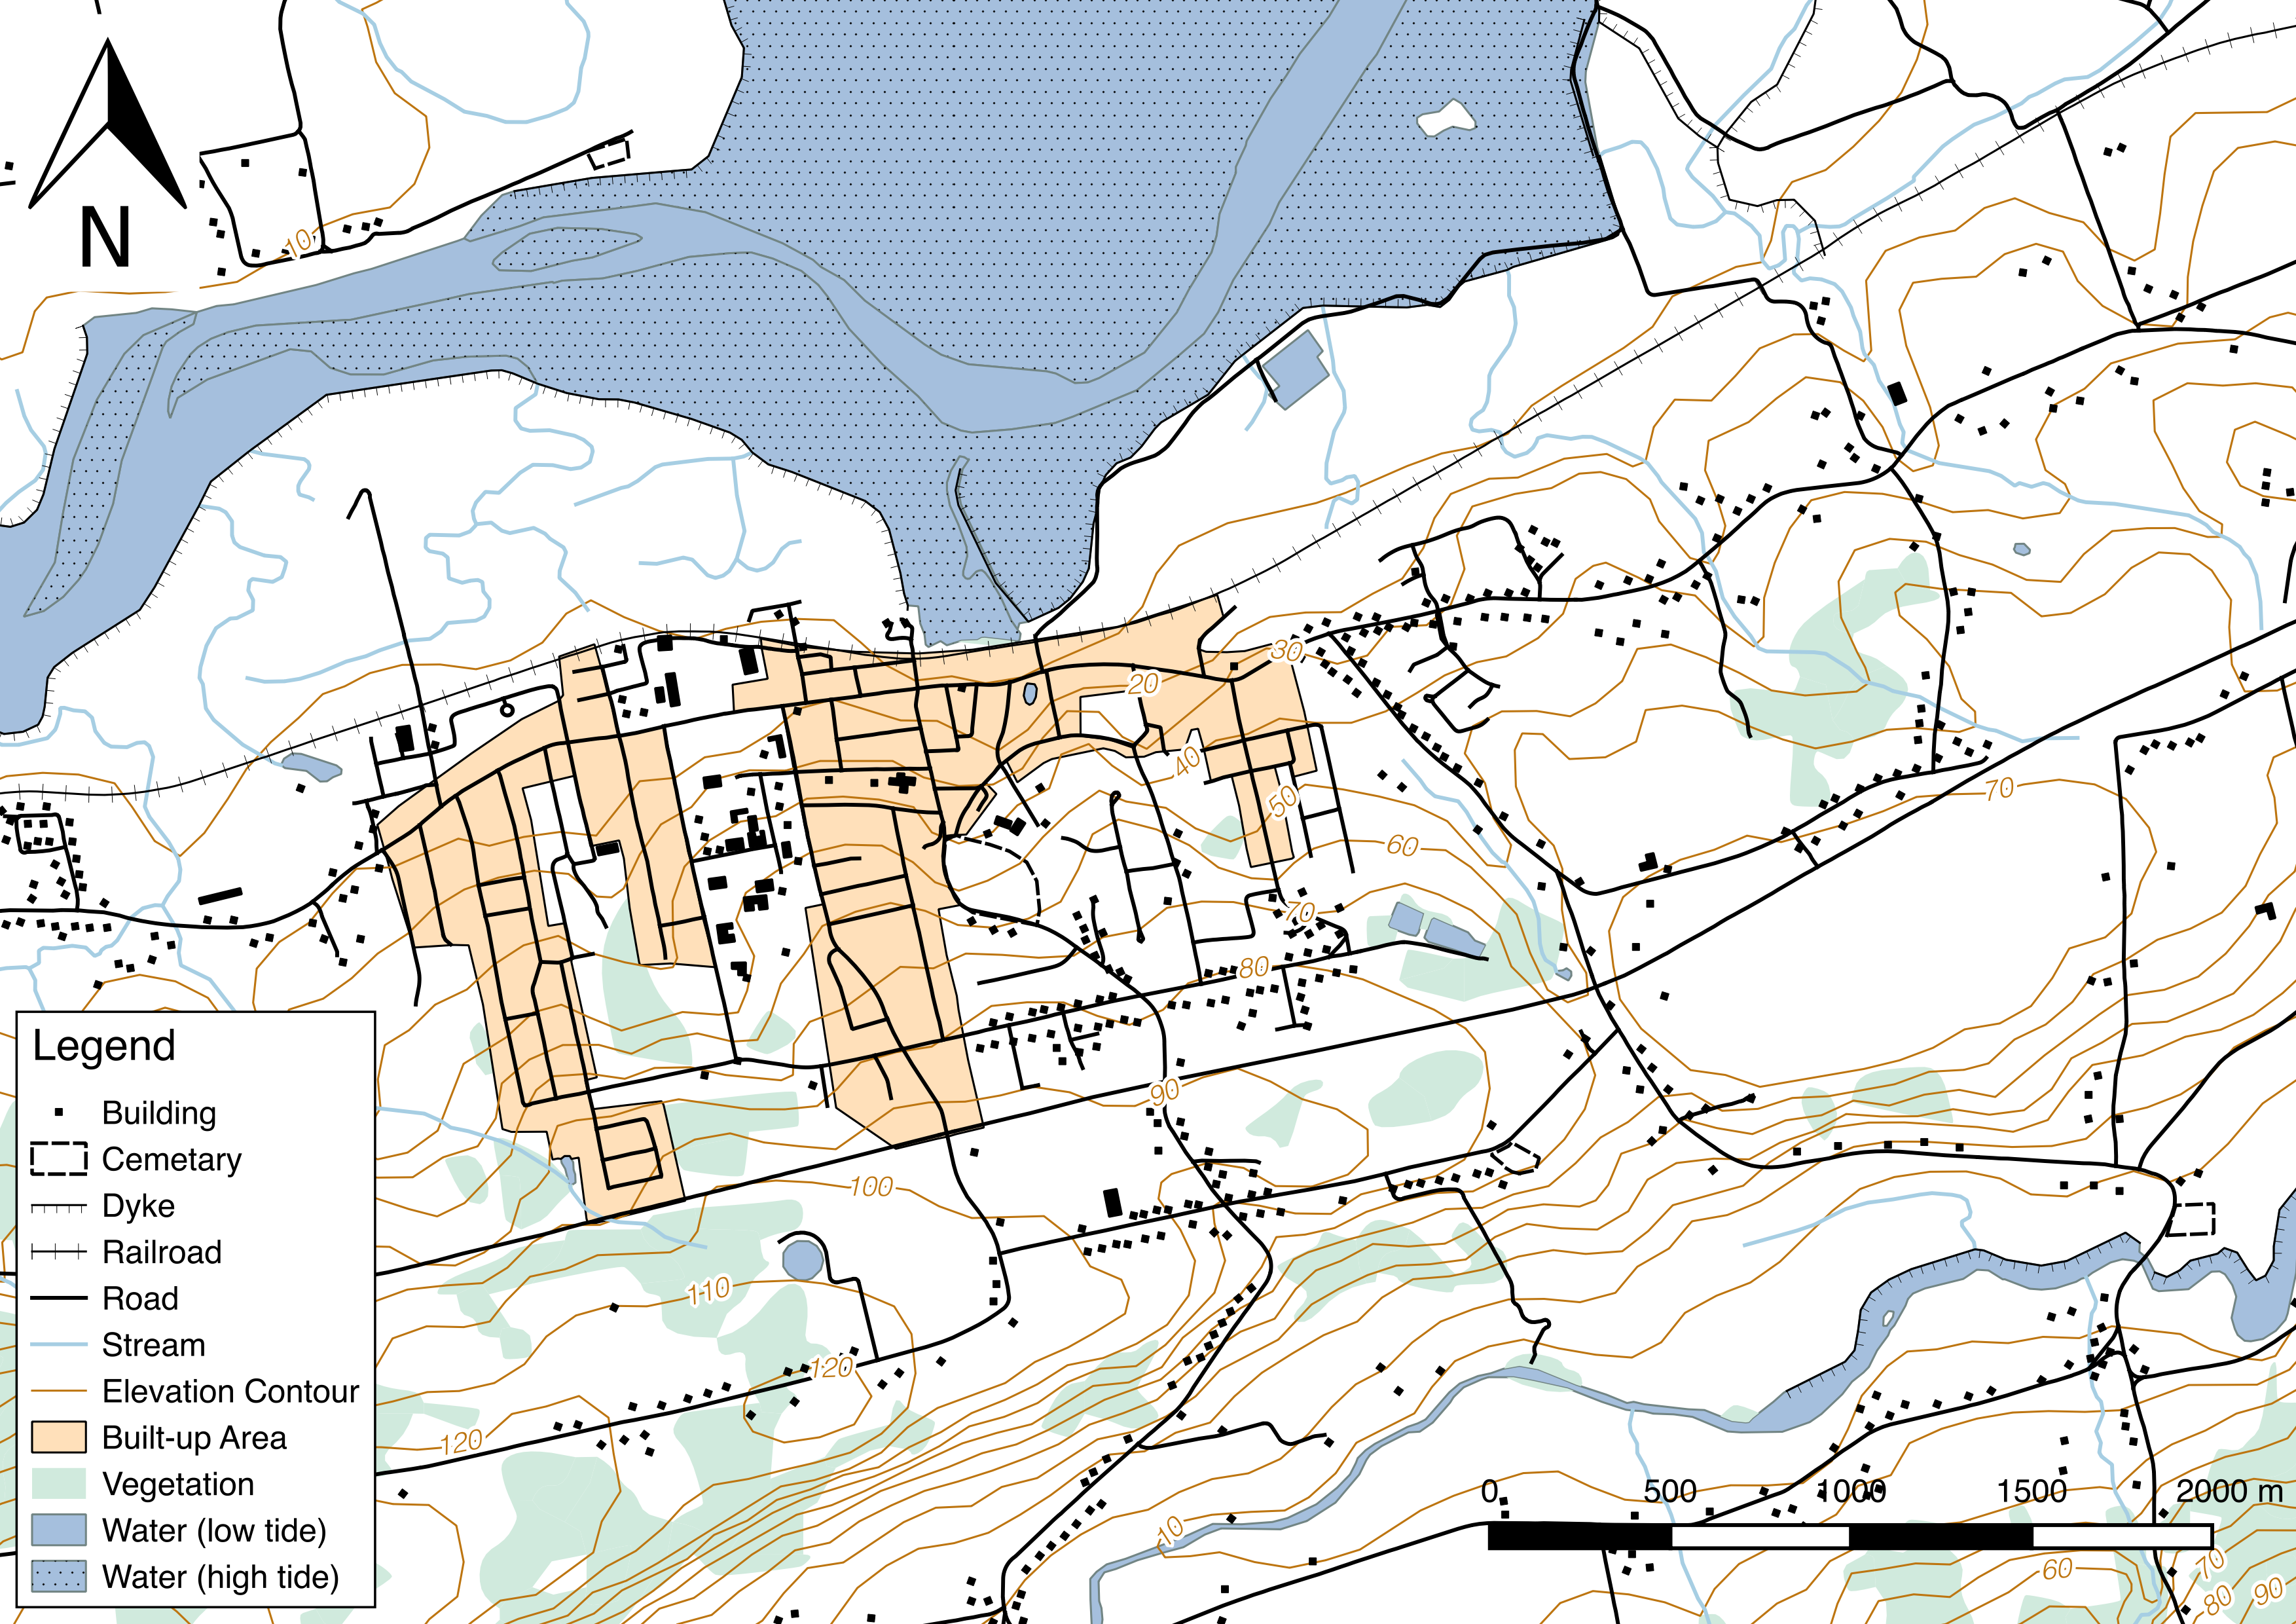 N
10
20
30
40
50
60
70
70
80
90
100
110
120
120
10
60
70
80
90
Legend
Building
Cemetary
Dyke
Railroad
Road
Stream
Elevation Contour
Built-up Area
Vegetation
Water (low tide)
Water (high tide)
0 500 1000 1500 2000 m